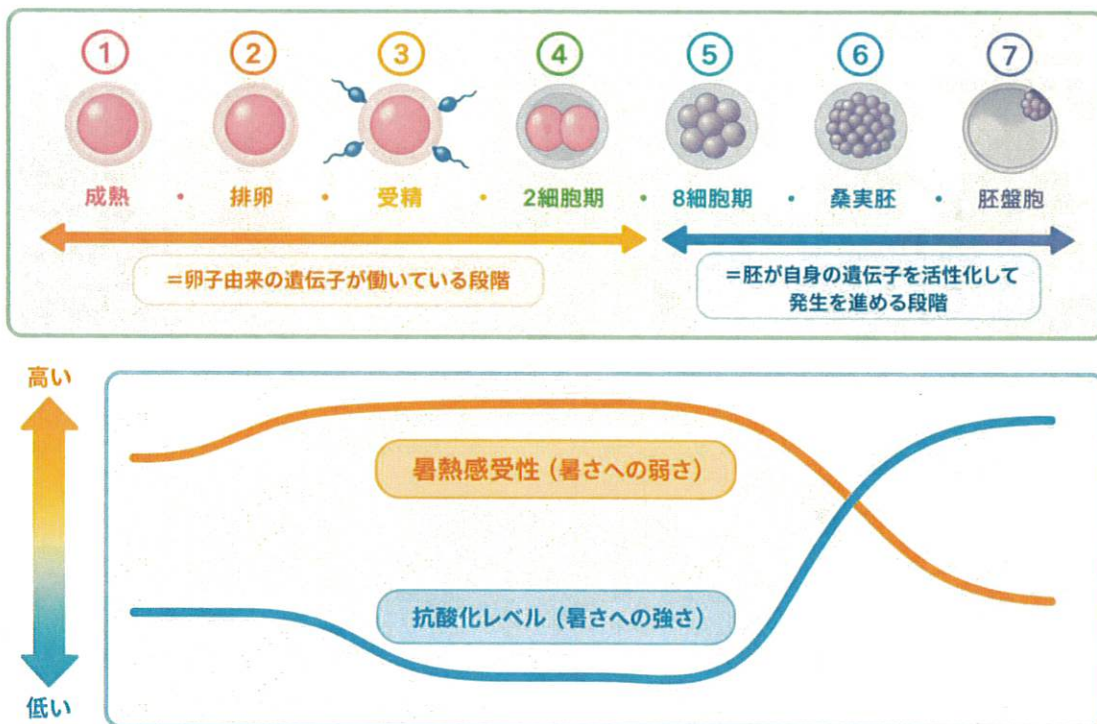 ① ② ③ ④ ⑤ ⑥ ⑦
成熟 ・ 排卵 ・ 受精 ・ 2細胞期 ・ 8細胞期 ・ 桑実胚 ・ 胚盤胞
=卵子由来の遺伝子が働いている段階
=胚が自身の遺伝子を活性化して
発生を進める段階
高い
暑熱感受性(暑さへの弱さ)
抗酸化レベル(暑さへの強さ)
低い